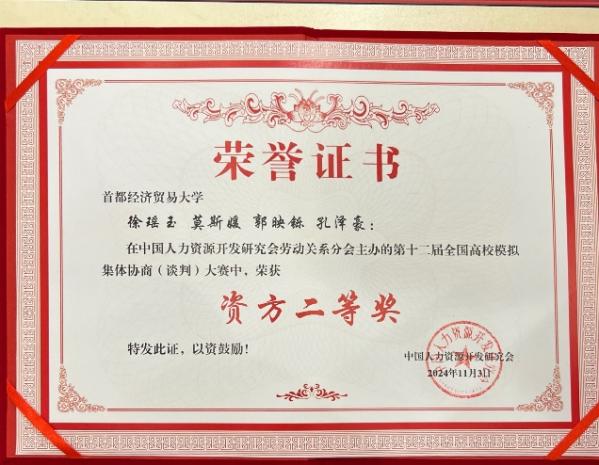 荣誉证书
首都经济贸易大学
徐瑶玉 莫斯媛 郭映铄 孔泽豪：
在中国人力资源开发研究会劳动关系分会主办的第十二届全国高校模拟
集体协商（谈判）大赛中，荣获
资方二等奖
特发此证，以资鼓励！
中国人力资源开发研究会
2024年11月3日